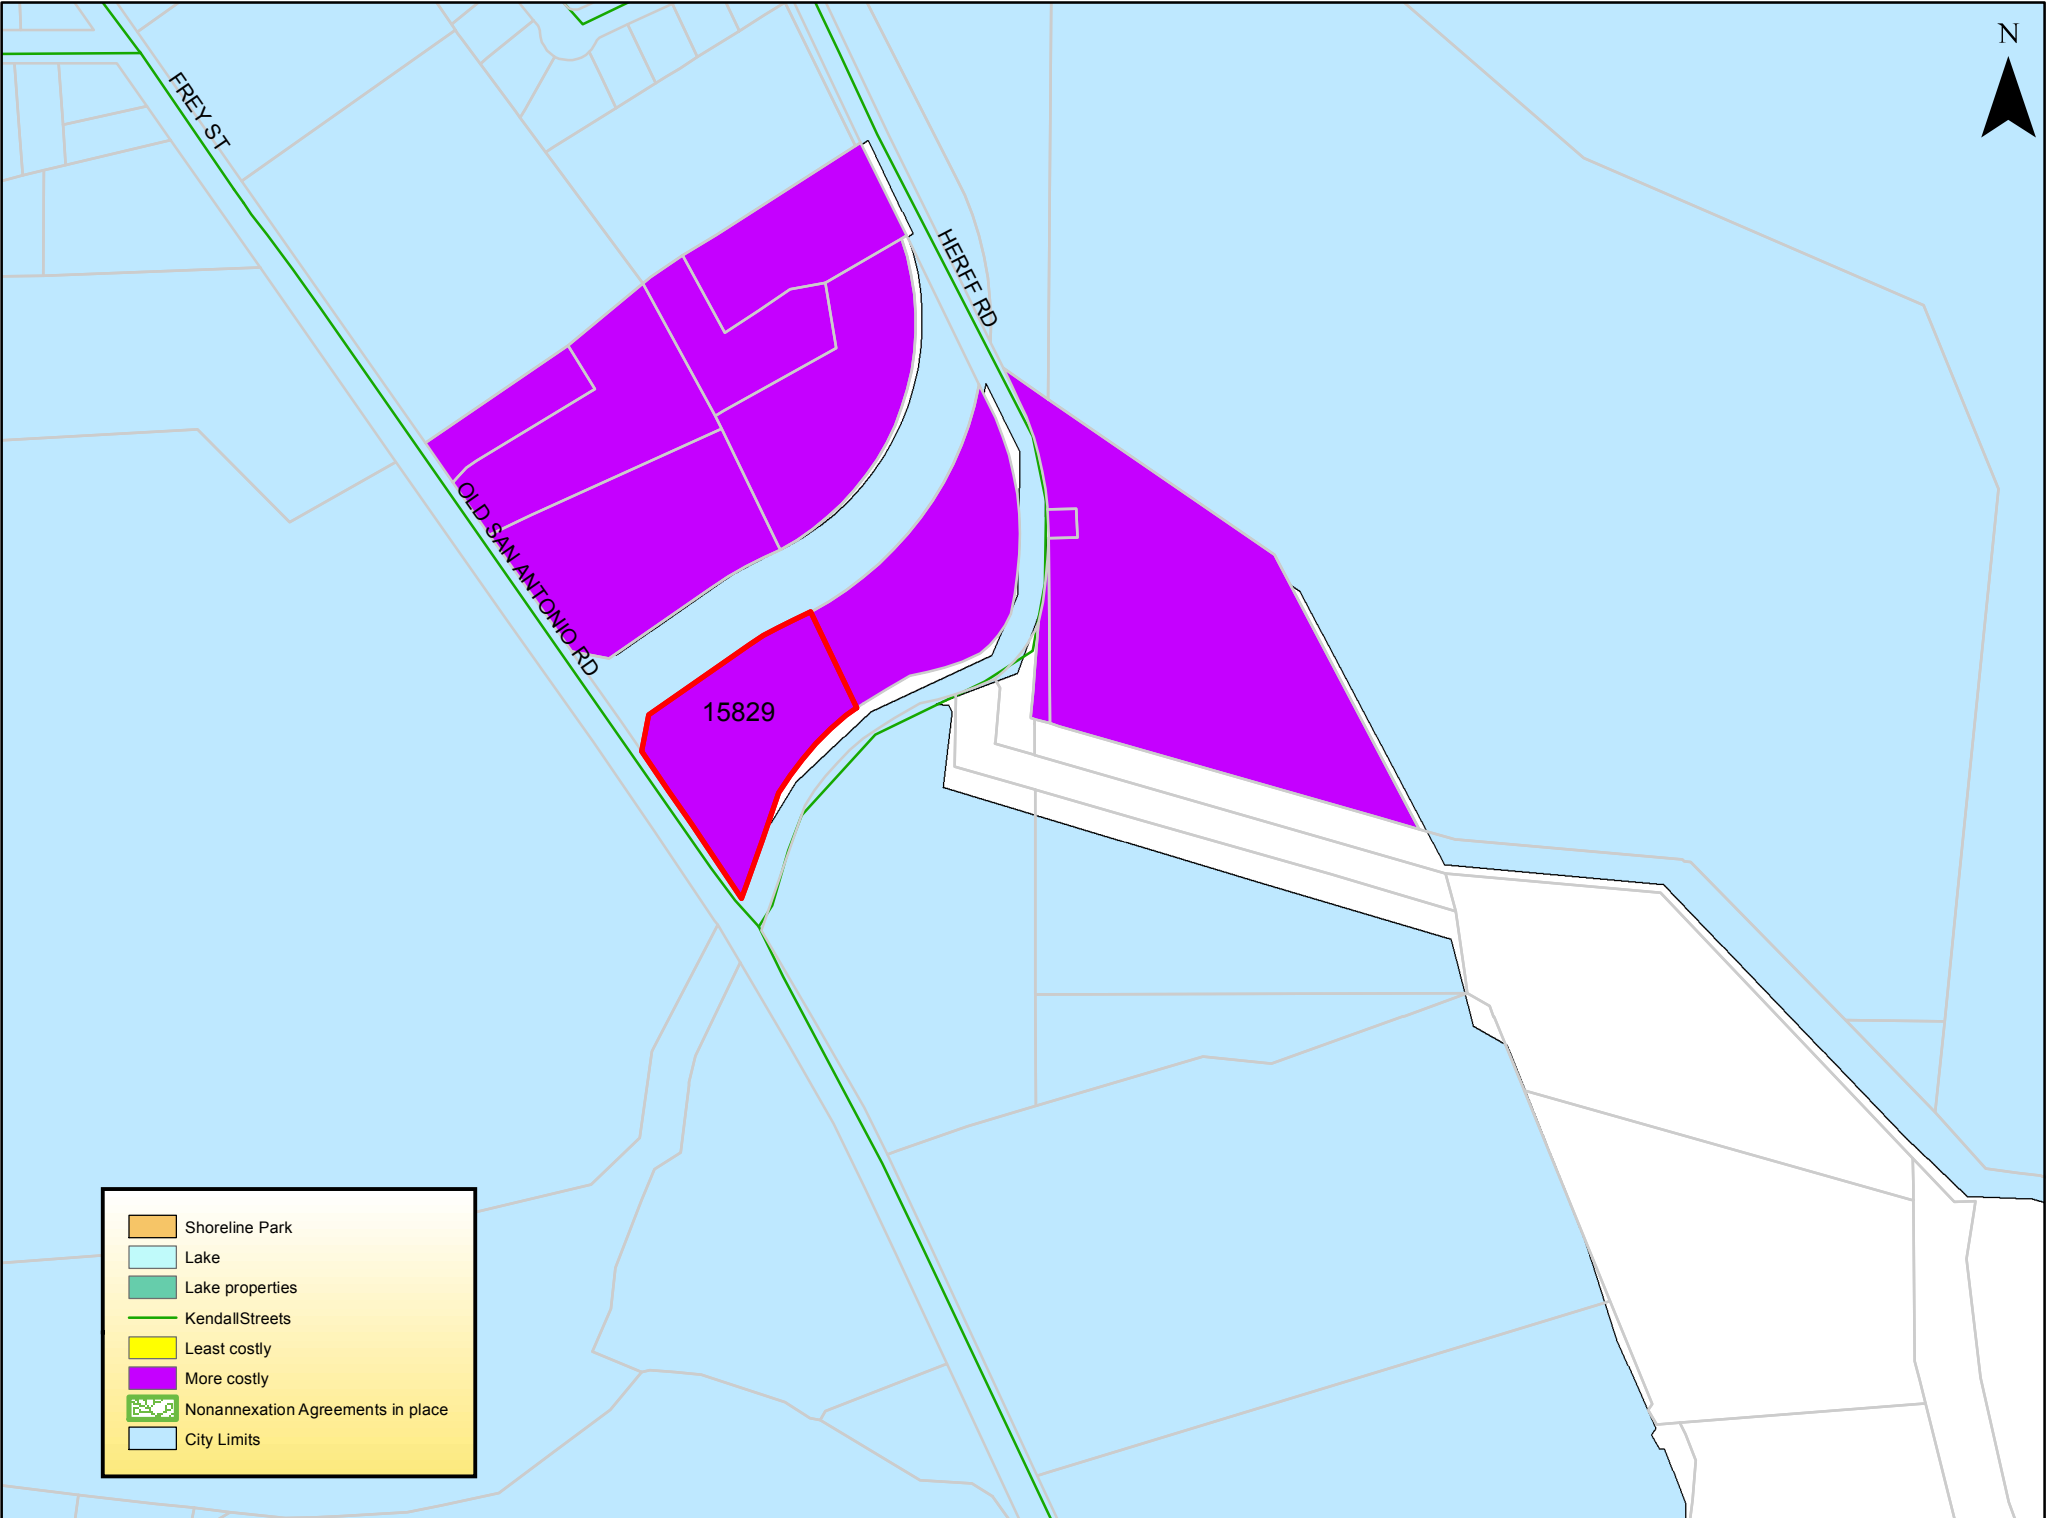 N
FREY ST
HERFF RD
OLD SAN ANTONIO RD
15829
Shoreline Park
Lake
Lake properties
KendallStreets
Least costly
More costly
Nonannexation Agreements in place
City Limits